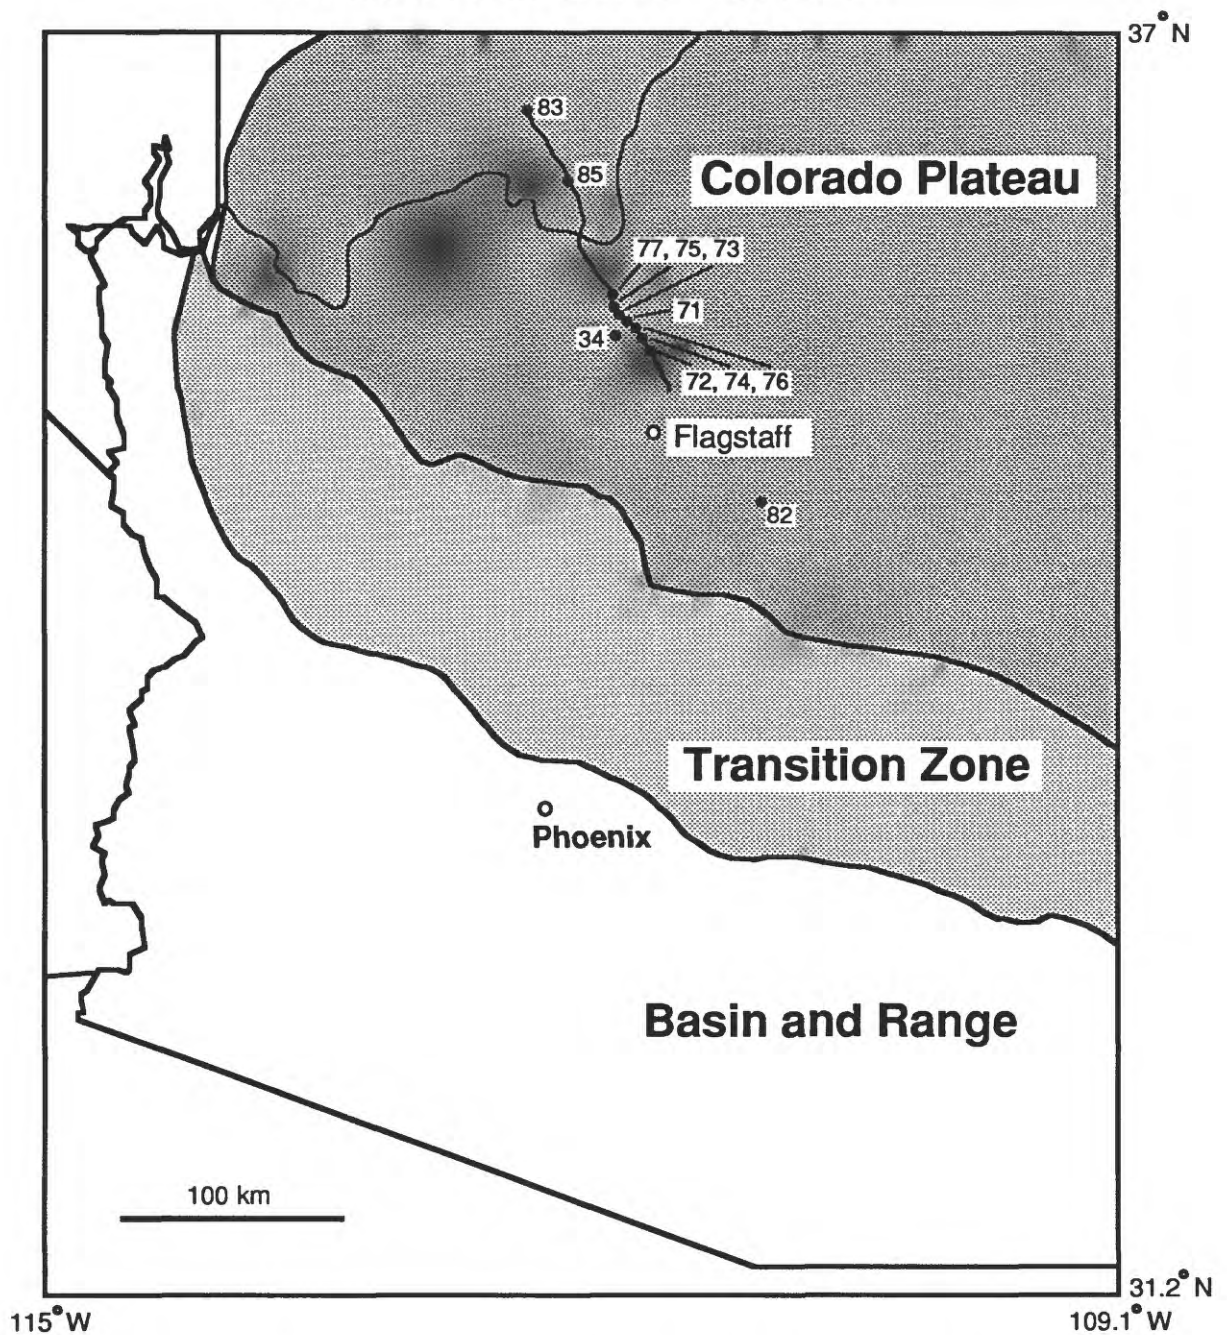 37°N
83
85
Colorado Plateau
77, 75, 73
71
34
72, 74, 76
Flagstaff
82
Transition Zone
Phoenix
Basin and Range
100 km
31.2°N
115°W
109.1°W